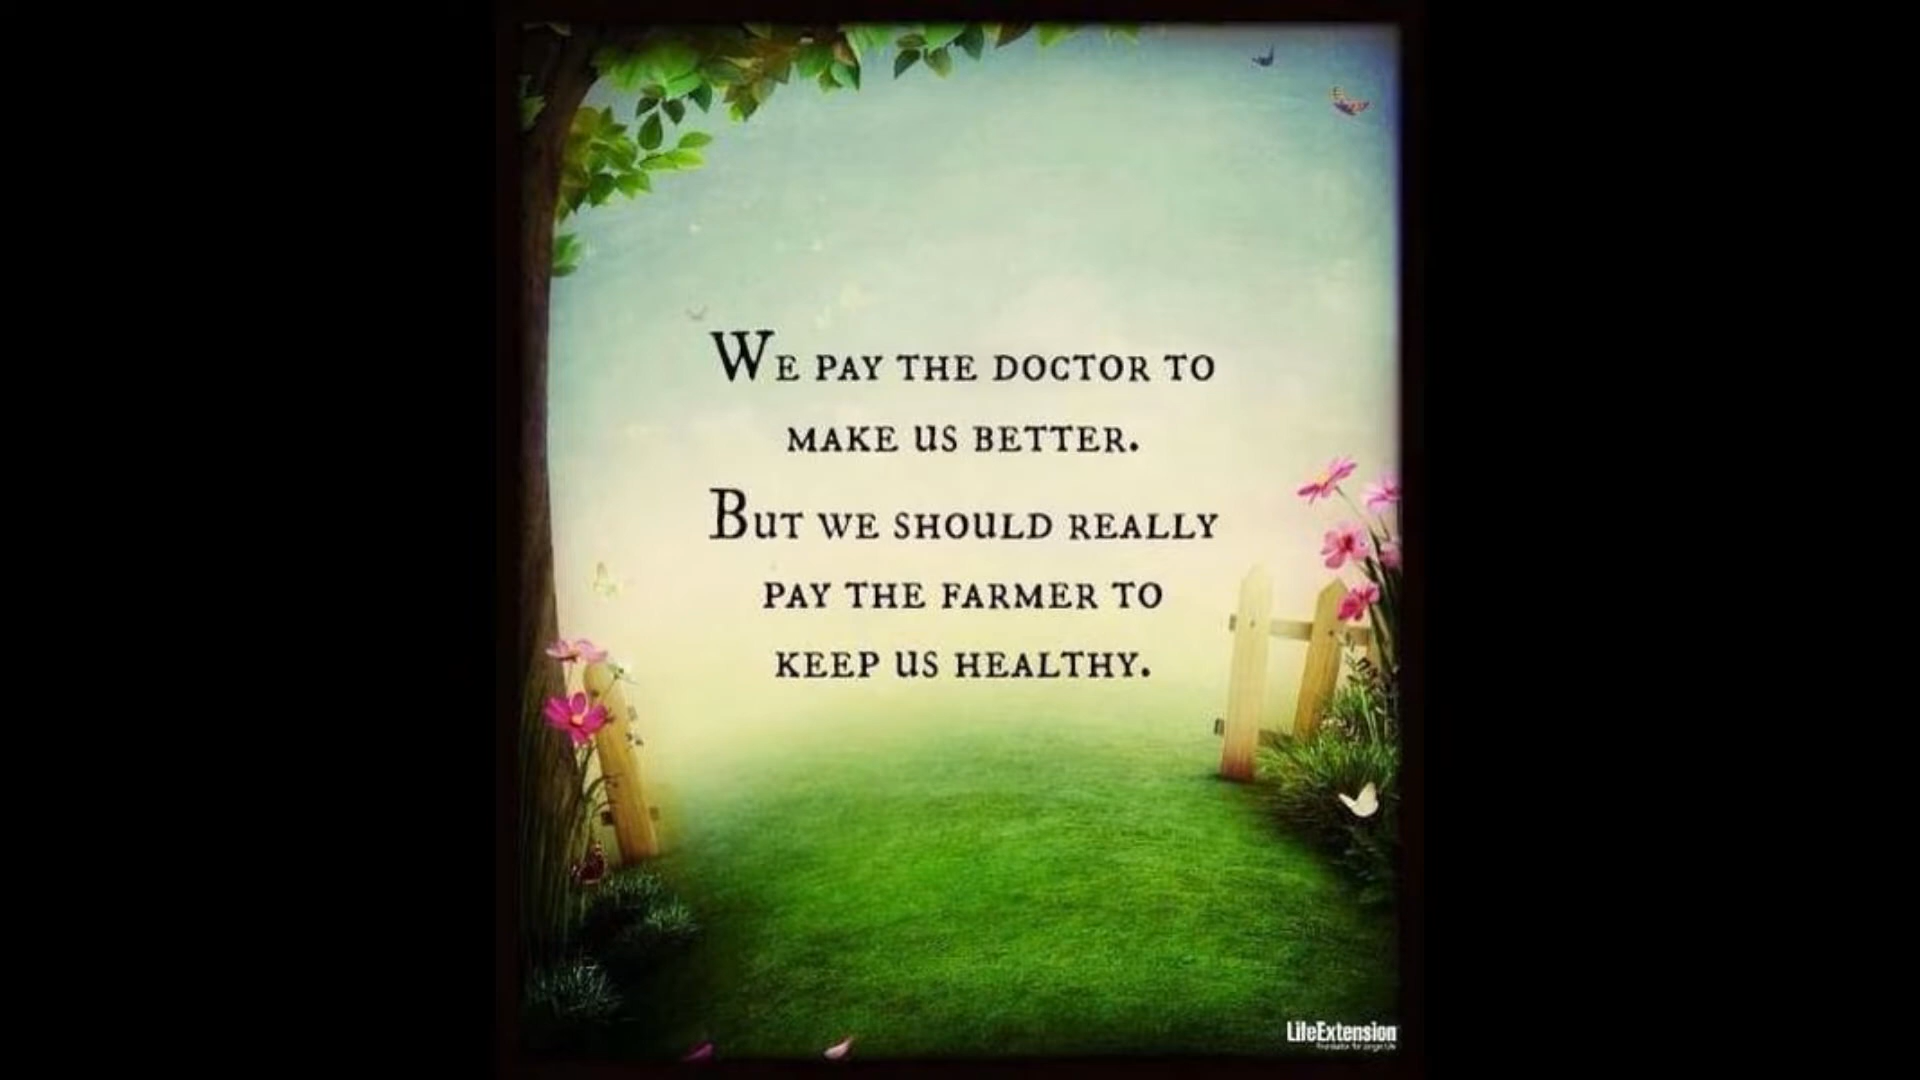 We pay the doctor to
make us better.
But we should really
pay the farmer to
keep us healthy.
LifeExtension